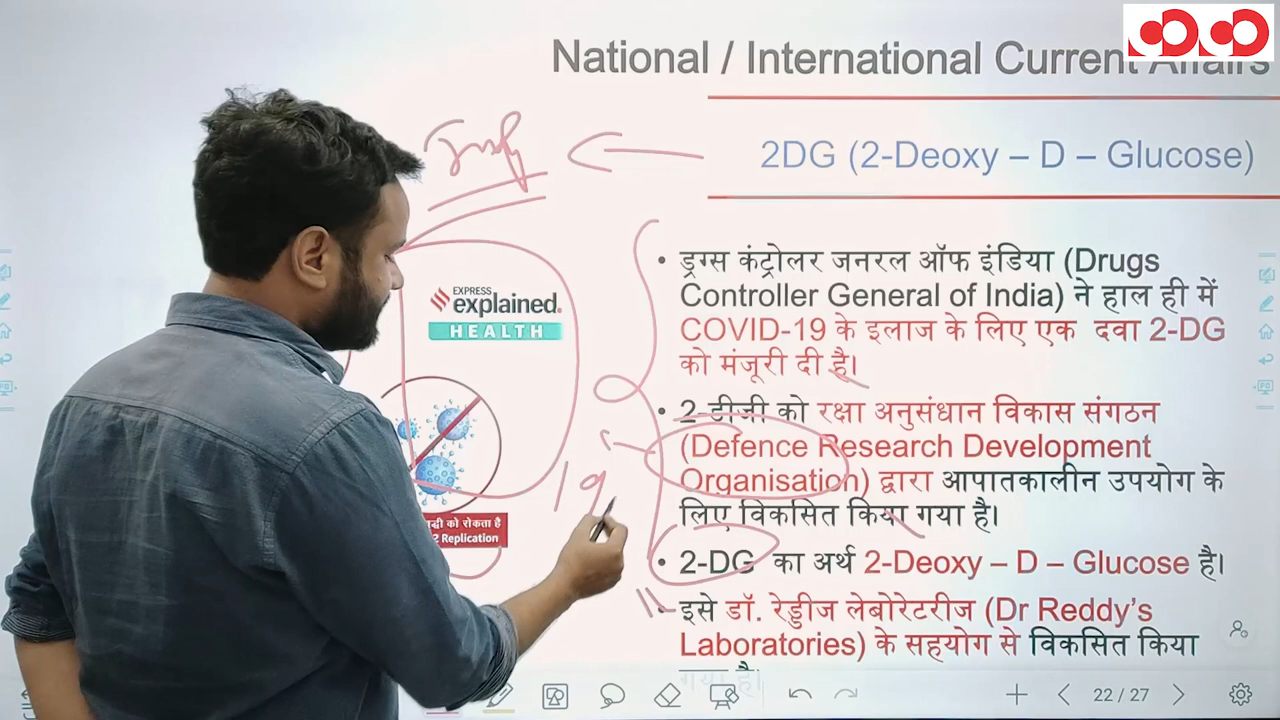 National / International Current Affairs
2DG (2-Deoxy – D – Glucose)
• ड्रग्स कंट्रोलर जनरल ऑफ इंडिया (Drugs
Controller General of India) ने हाल ही में
COVID-19 के इलाज के लिए एक दवा 2-DG
को मंजूरी दी है।
EXPRESS
explained.
HEALTH
• 2-डीजी को रक्षा अनुसंधान विकास संगठन
(Defence Research Development
Organisation) द्वारा आपातकालीन उपयोग के
लिए विकसित किया गया है।
द्धी को रोकता है
2 Replication
19
• 2-DG का अर्थ 2-Deoxy – D – Glucose है।
• इसे डॉ. रेड्डीज लेबोरेटरीज (Dr Reddy's
Laboratories) के सहयोग से विकसित किया
गया है।
22 / 27